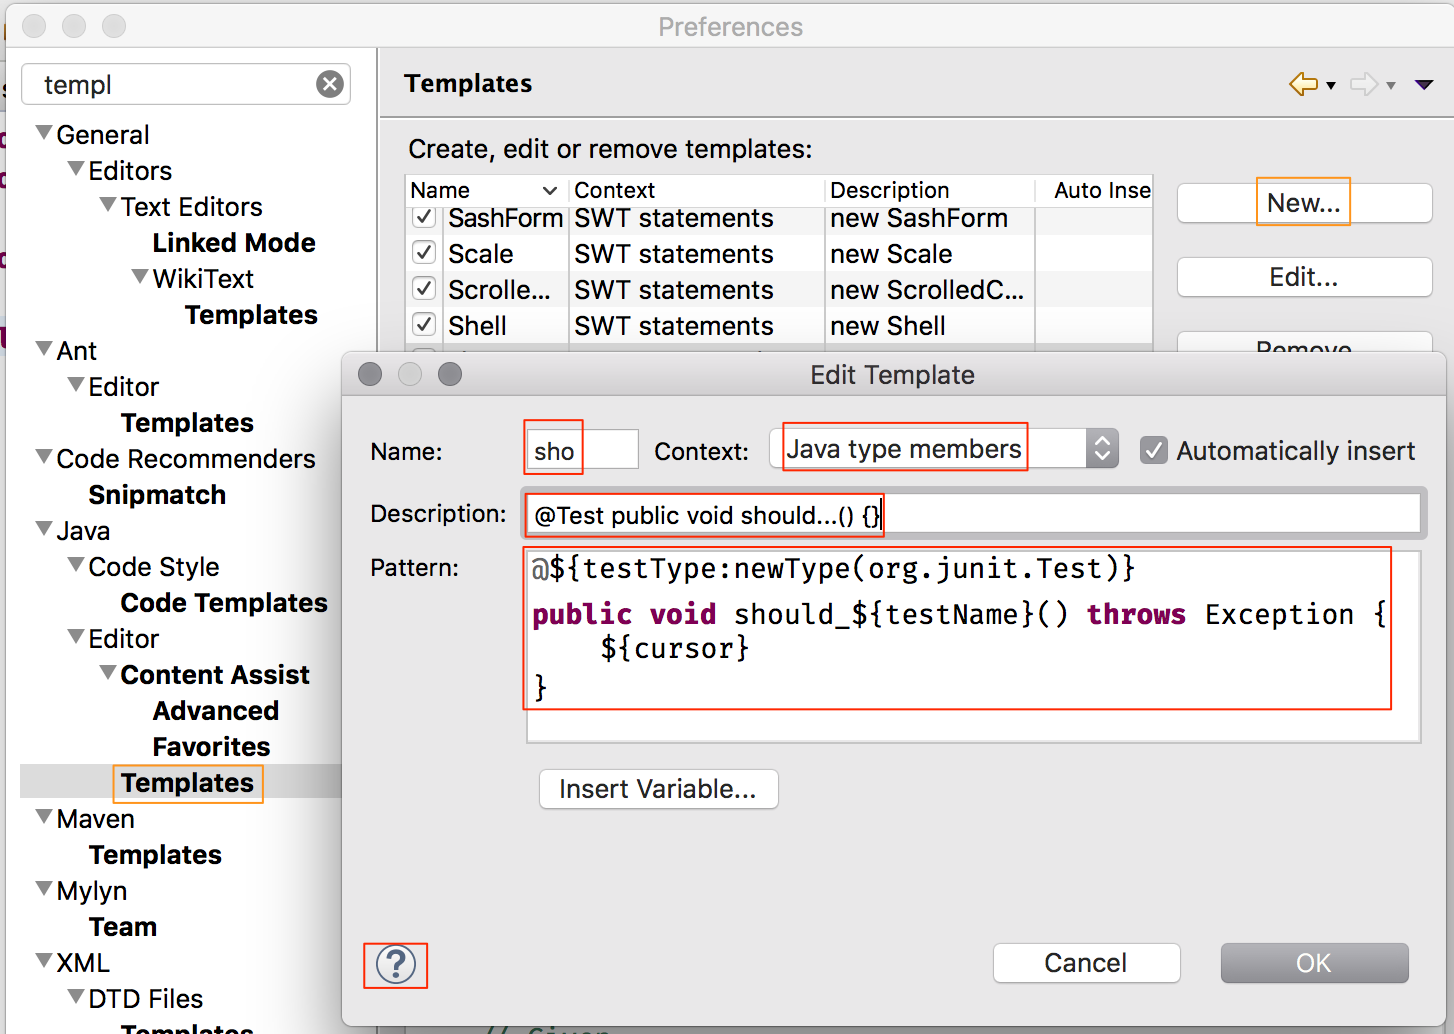 Preferences
templ
General
Editors
Text Editors
Linked Mode
WikiText
Templates
Ant
Editor
Templates
Code Recommenders
Snipmatch
Java
Code Style
Code Templates
Editor
Content Assist
Advanced
Favorites
Templates
Maven
Templates
Mylyn
Team
XML
DTD Files
Templates
Templates
Create, edit or remove templates:
Name Context Description Auto Inse
SashForm SWT statements new SashForm
Scale SWT statements new Scale
Scrolle... SWT statements new ScrolledC...
Shell SWT statements new Shell
New...
Edit...
Remove
Edit Template
Name: sho Context: Java type members Automatically insert
Description: @Test public void should...() {}
Pattern: @${testType:newType(org.junit.Test)}
public void should_${testName}() throws Exception {
${cursor}
}
Insert Variable...
? Cancel OK
// Given